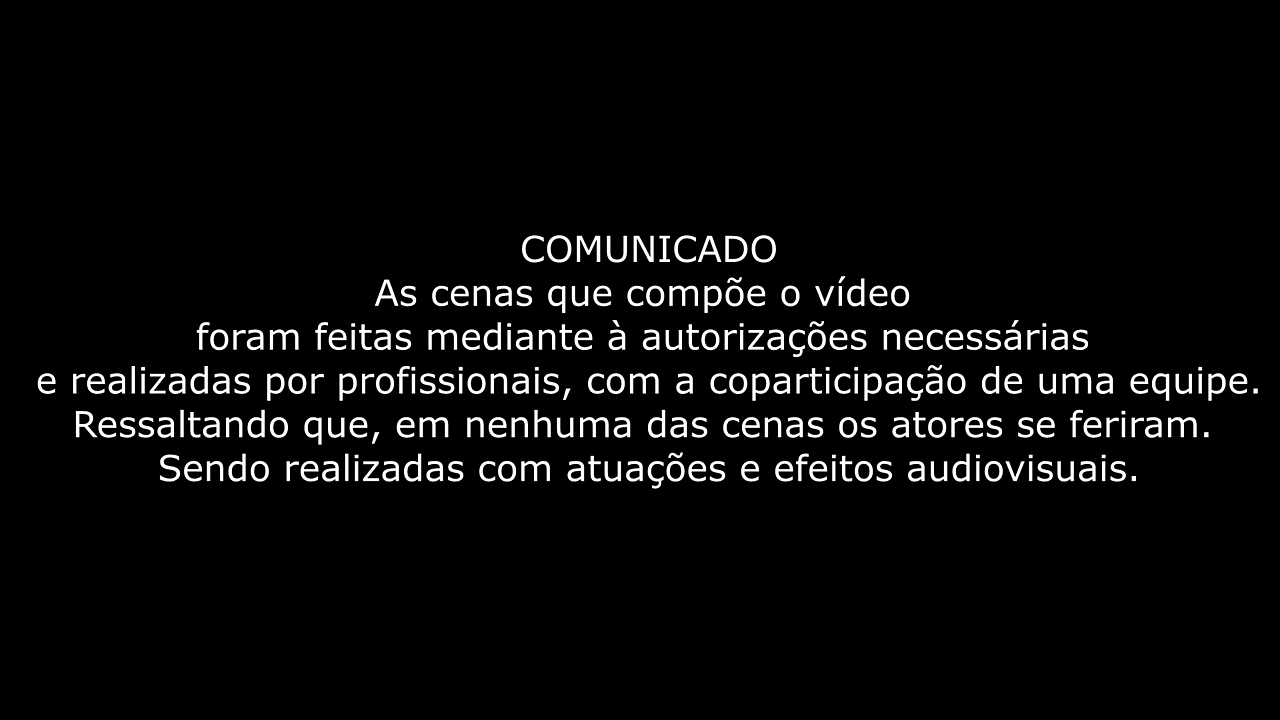 COMUNICADO
As cenas que compõe o vídeo
foram feitas mediante à autorizações necessárias
e realizadas por profissionais, com a coparticipação de uma equipe.
Ressaltando que, em nenhuma das cenas os atores se feriram.
Sendo realizadas com atuações e efeitos audiovisuais.